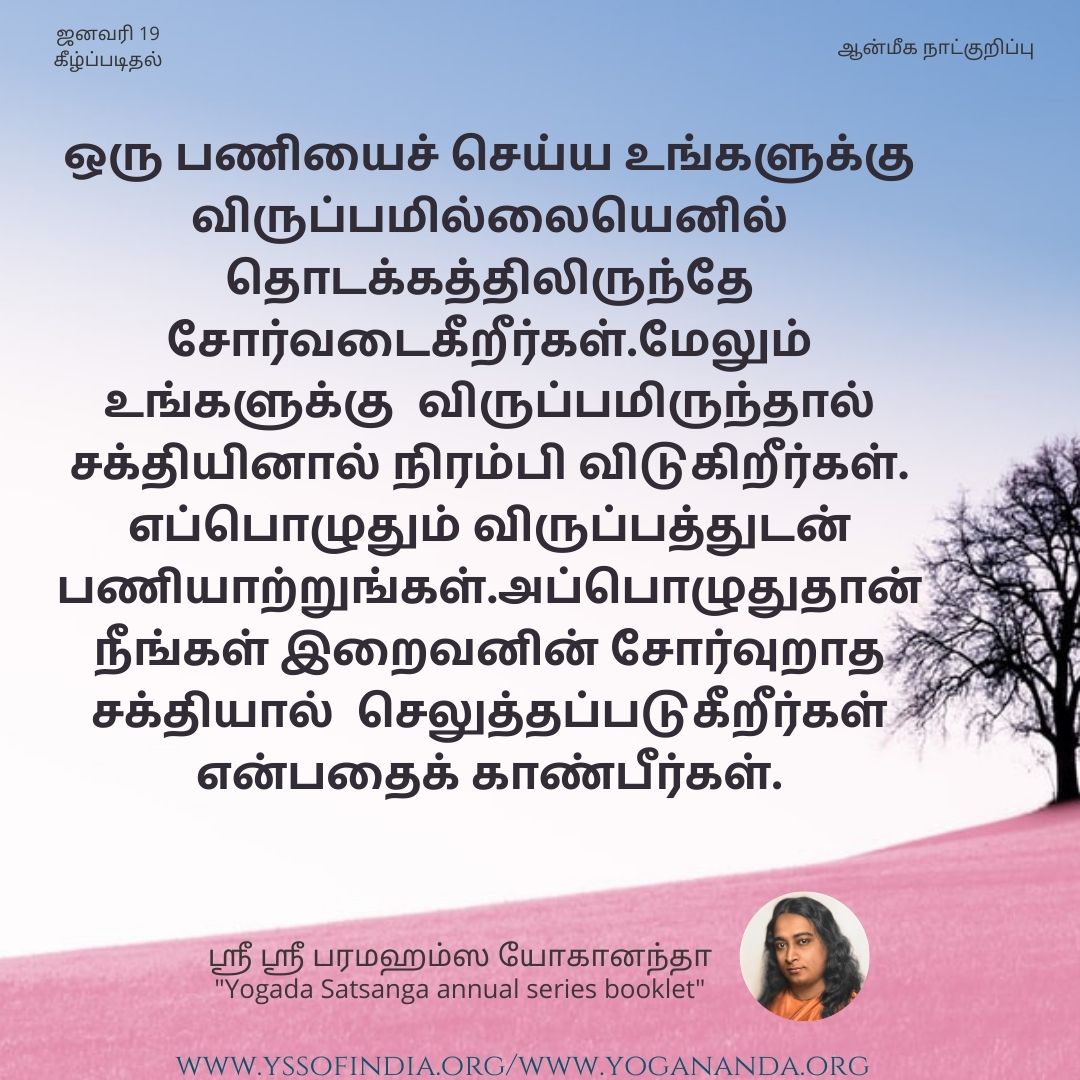 ஜனவரி 19
கீழ்ப்படிதல்
ஆன்மீக நாட்குறிப்பு
ஒரு பணியைச் செய்ய உங்களுக்கு
விருப்பமில்லையெனில்
தொடக்கத்திலிருந்தே
சோர்வடைகீறீர்கள்.மேலும்
உங்களுக்கு விருப்பமிருந்தால்
சக்தியினால் நிரம்பி விடுகிறீர்கள்.
எப்பொழுதும் விருப்பத்துடன்
பணியாற்றுங்கள்.அப்பொழுதுதான்
நீங்கள் இறைவனின் சோர்வுறாத
சக்தியால் செலுத்தப்படுகீறீர்கள்
என்பதைக் காண்பீர்கள்.
ஸ்ரீ ஸ்ரீ பரமஹம்ஸ யோகானந்தா
"Yogada Satsanga annual series booklet"
WWW.YSSOFINDIA.ORG/WWW.YOGANANDA.ORG